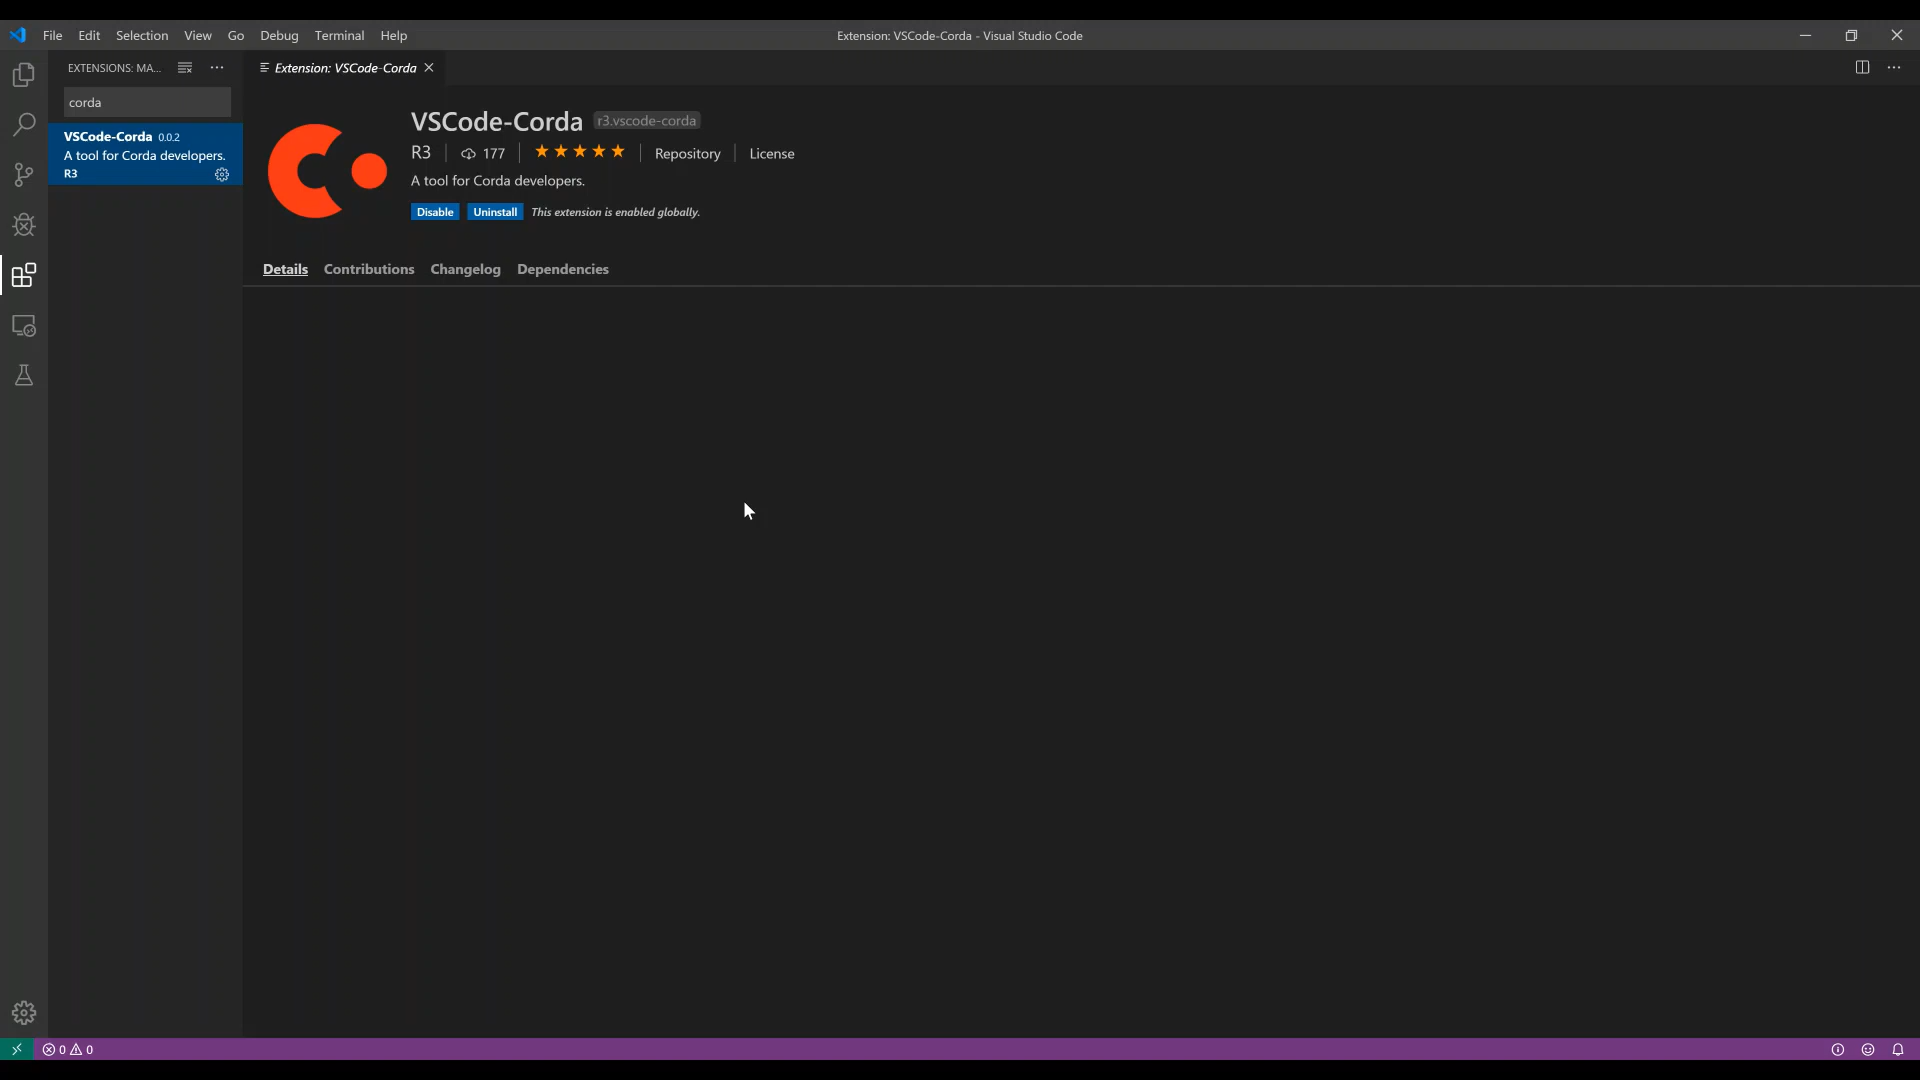 File Edit Selection View Go Debug Terminal Help
Extension: VSCode-Corda - Visual Studio Code
EXTENSIONS: MA...
Extension: VSCode-Corda
corda
VSCode-Corda 0.0.2
A tool for Corda developers.
R3
VSCode-Corda r3.vscode-corda
R3 177 Repository License
A tool for Corda developers.
Disable Uninstall This extension is enabled globally.
Details Contributions Changelog Dependencies
0 0